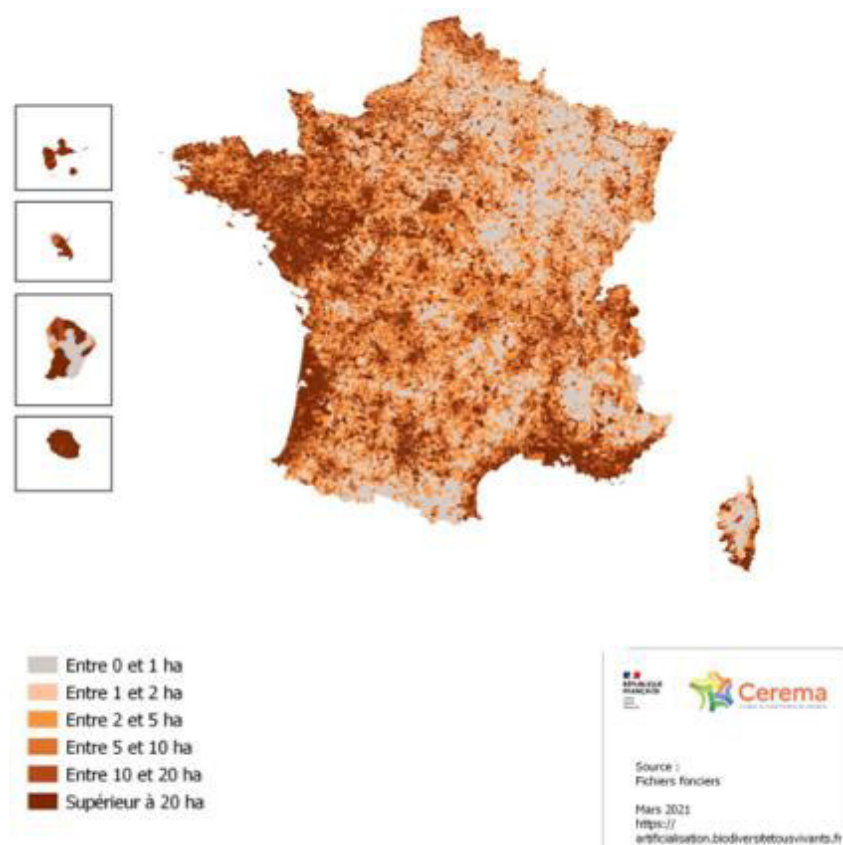 Entre 0 et 1 ha
Entre 1 et 2 ha
Entre 2 et 5 ha
Entre 5 et 10 ha
Entre 10 et 20 ha
Supérieur à 20 ha
RÉPUBLIQUE
FRANÇAISE
Cerema
Source :
Fichiers fonciers
Mars 2021
https://
artificialisation.biodiversitetousvivants.fr